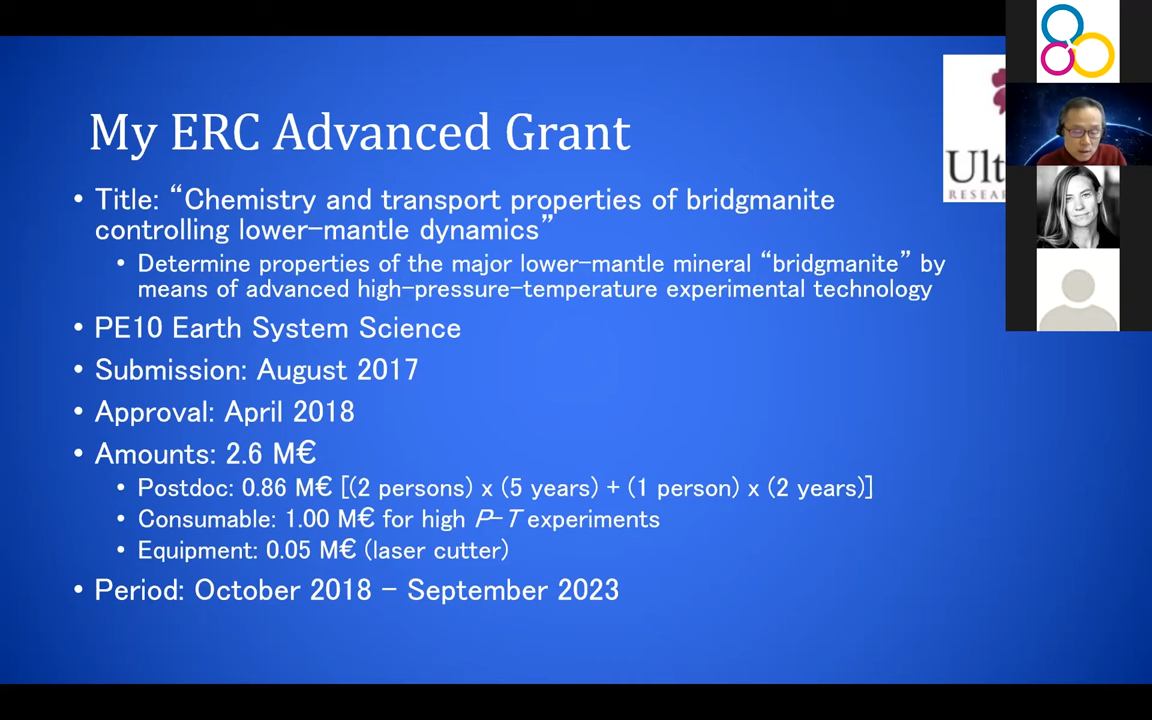 My ERC Advanced Grant
• Title: “Chemistry and transport properties of bridgmanite
controlling lower-mantle dynamics”
• Determine properties of the major lower-mantle mineral “bridgmanite” by
means of advanced high-pressure-temperature experimental technology
• PE10 Earth System Science
• Submission: August 2017
• Approval: April 2018
• Amounts: 2.6 M€
• Postdoc: 0.86 M€ [(2 persons) x (5 years) + (1 person) x (2 years)]
• Consumable: 1.00 M€ for high P-T experiments
• Equipment: 0.05 M€ (laser cutter)
• Period: October 2018 – September 2023